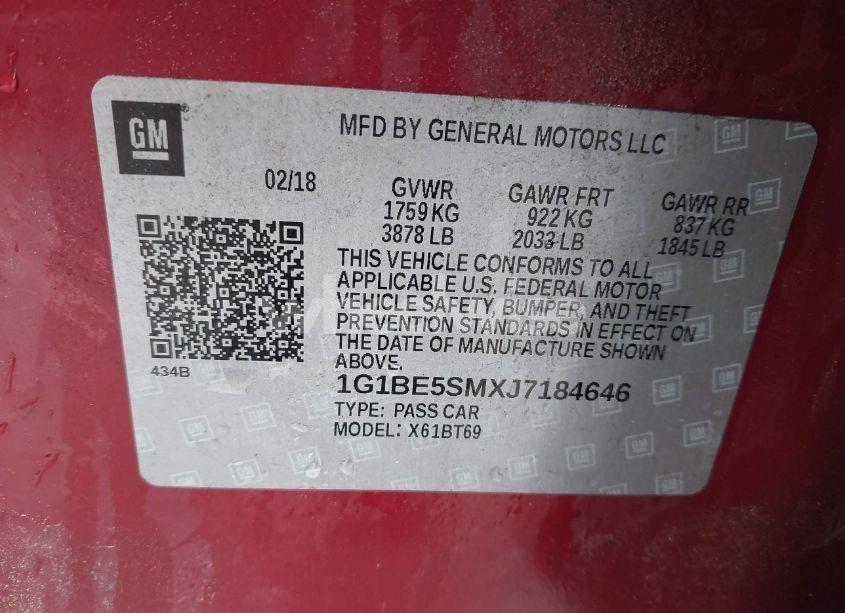 GM
MFD BY GENERAL MOTORS LLC
02/18
GVWR
1759 KG
3878 LB
GAWR FRT
922 KG
2033 LB
GAWR RR
837 KG
1845 LB
THIS VEHICLE CONFORMS TO ALL
APPLICABLE U.S. FEDERAL MOTOR
VEHICLE SAFETY, BUMPER, AND THEFT
PREVENTION STANDARDS IN EFFECT ON
THE DATE OF MANUFACTURE SHOWN
ABOVE.
434B
1G1BE5SMXJ7184646
TYPE: PASS CAR
MODEL: X61BT69